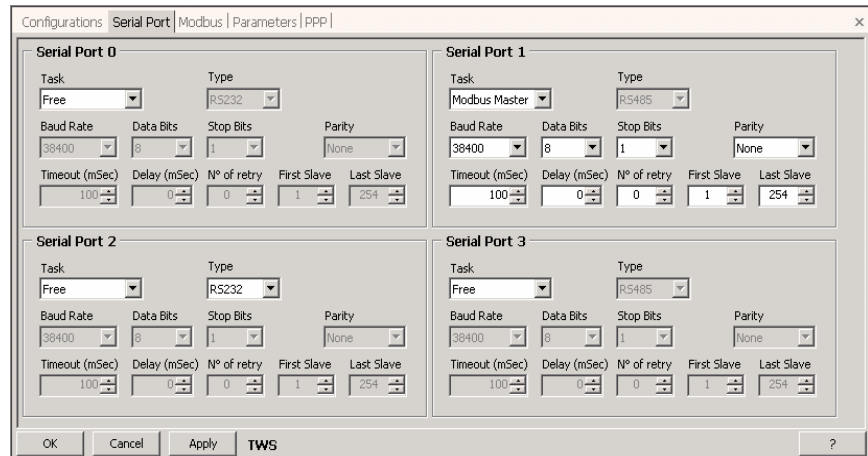 Configurations Serial Port Modbus Parameters PPP
Serial Port 0
Task Type
Free RS232
Baud Rate Data Bits Stop Bits Parity
38400 8 1 None
Timeout (mSec) Delay (mSec) N° of retry First Slave Last Slave
100 0 0 1 254
Serial Port 1
Task Type
Modbus Master RS485
Baud Rate Data Bits Stop Bits Parity
38400 8 1 None
Timeout (mSec) Delay (mSec) N° of retry First Slave Last Slave
100 0 0 1 254
Serial Port 2
Task Type
Free RS232
Baud Rate Data Bits Stop Bits Parity
38400 8 1 None
Timeout (mSec) Delay (mSec) N° of retry First Slave Last Slave
100 0 0 1 254
Serial Port 3
Task Type
Free RS485
Baud Rate Data Bits Stop Bits Parity
38400 8 1 None
Timeout (mSec) Delay (mSec) N° of retry First Slave Last Slave
100 0 0 1 254
OK Cancel Apply TWS ?